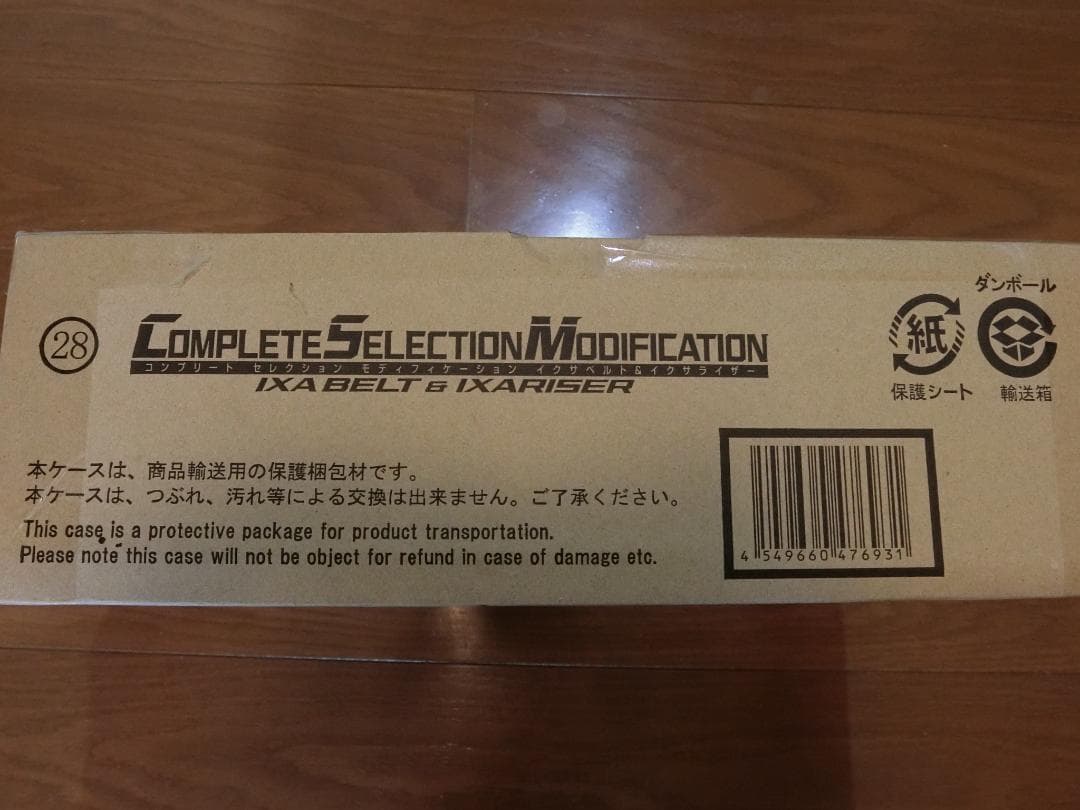 28
COMPLETE SELECTION MODIFICATION
コンプリート セレクション モディフィケーション イクサベルト&イクサライザー
IXA BELT & IXARISER
ダンボール
紙
保護シート
輸送箱
本ケースは、商品輸送用の保護梱包材です。
本ケースは、つぶれ、汚れ等による交換は出来ません。ご了承ください。
This case is a protective package for product transportation.
Please note this case will not be object for refund in case of damage etc.
4 549660 476931